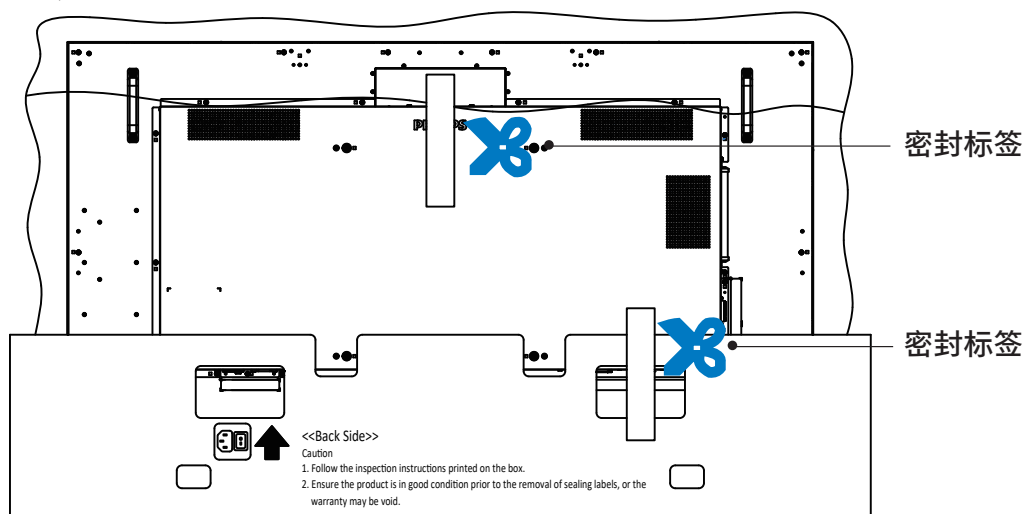 密封标签
密封标签
<<Back Side>>
Caution
1. Follow the inspection instructions printed on the box.
2. Ensure the product is in good condition prior to the removal of sealing labels, or the
warranty may be void.